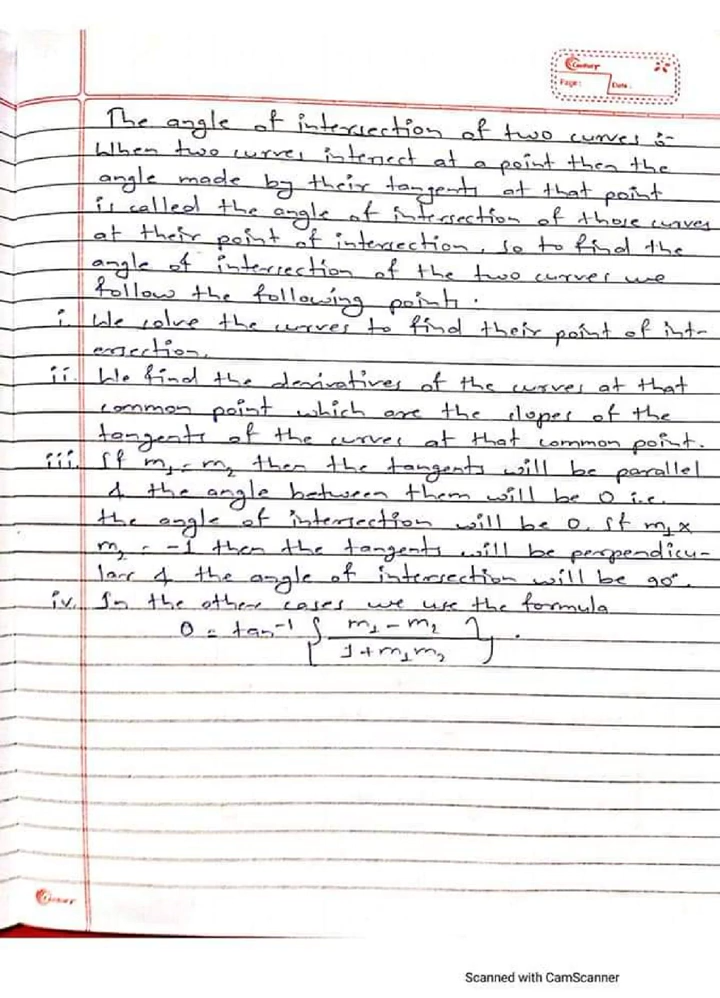 Page: Date:
The angle of intersection of two curves :-
When two curves intersect at a point then the
angle made by their tangents at that point
is called the angle of intersection of those curves
at their point of intersection, so to find the
angle of intersection of the two curves we
follow the following points.
i. We solve the curves to find their point of int-
ersection.
ii. We find the derivatives of the curves at that
common point which are the slopes of the
tangents of the curves at that common point.
iii. If m₁ = m₂ then the tangents will be parallel
& the angle between them will be 0 i.e.
the angle of intersection will be 0. If m₁ x
m₂ = -1 then the tangents will be perpendicu-
lar & the angle of intersection will be 90°.
iv. In the other cases we use the formula
θ = tan⁻¹ { (m₁ - m₂) / (1 + m₁m₂) }.
Scanned with CamScanner